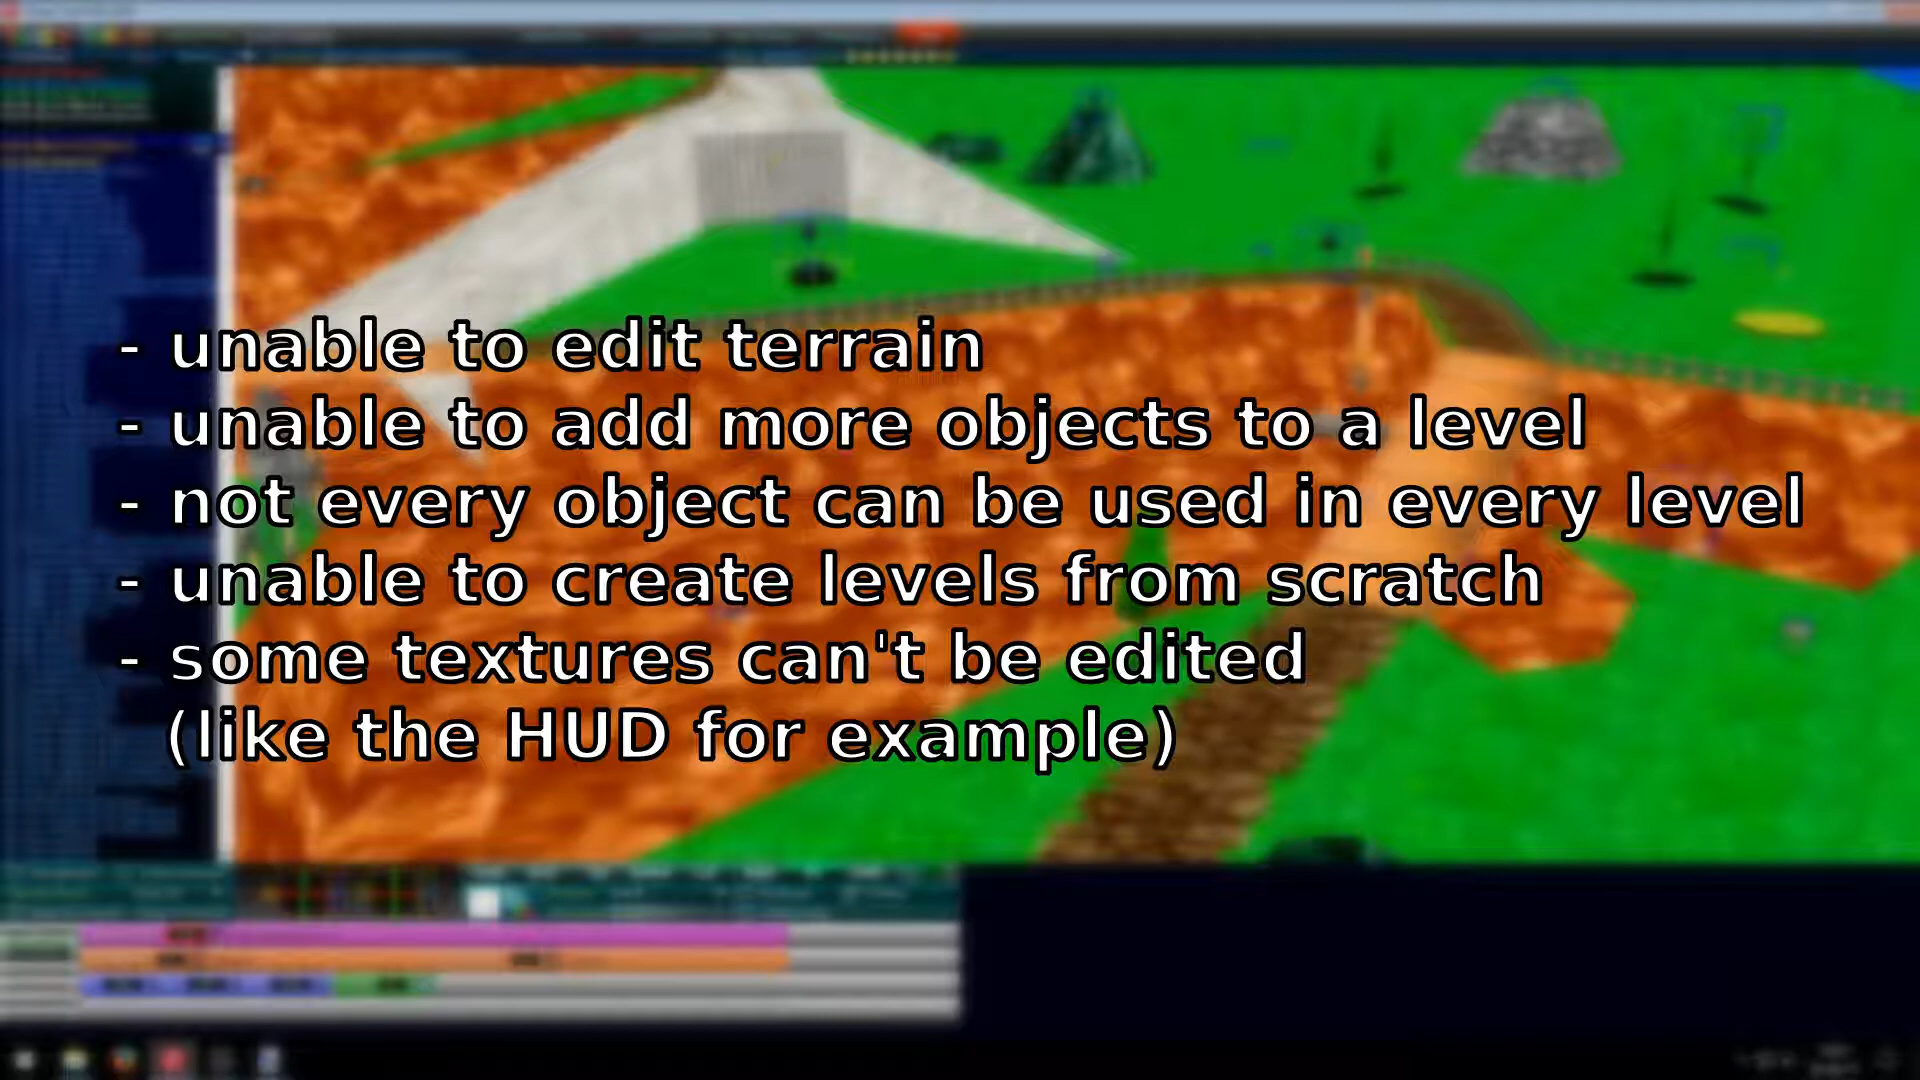 - unable to edit terrain
- unable to add more objects to a level
- not every object can be used in every level
- unable to create levels from scratch
- some textures can't be edited
(like the HUD for example)